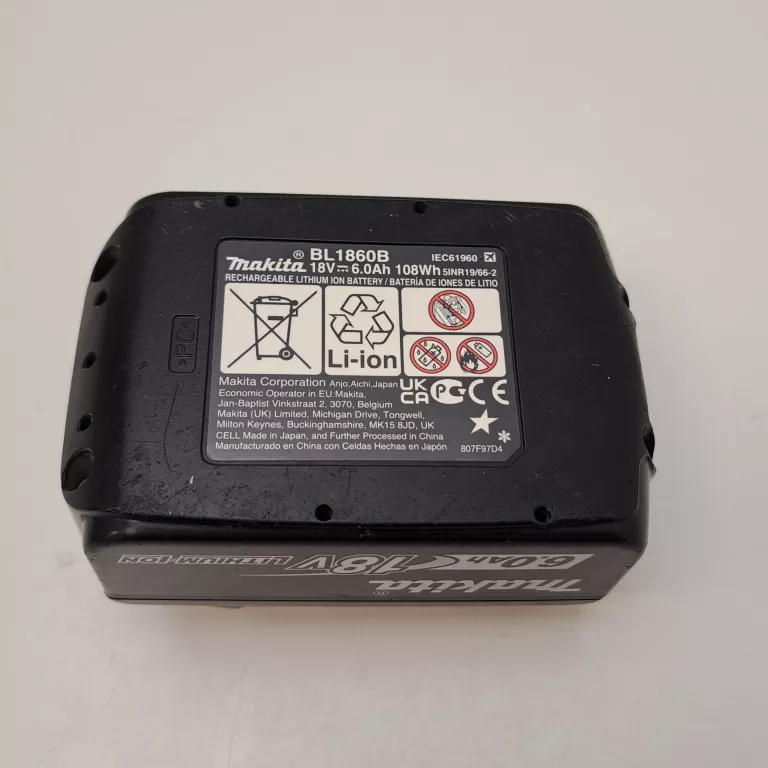 BL1860B IEC61960
makita® 18V 6.0Ah 108Wh 5INR19/66-2
RECHARGEABLE LITHIUM ION BATTERY / BATERÍA DE IONES DE LITIO
>PC<
Li-ion
Makita Corporation Anjo, Aichi, Japan
Economic Operator in EU: Makita,
Jan-Baptist Vinkstraat 2, 3070, Belgium
Makita (UK) Limited, Michigan Drive, Tongwell,
Milton Keynes, Buckinghamshire, MK15 8JD, UK
CELL Made in Japan, and Further Processed in China
Manufacturado en China con Celdas Hechas en Japón
UK
CA
CE
807F97D4
makita®
6.0Ah 18V LITHIUM-ION